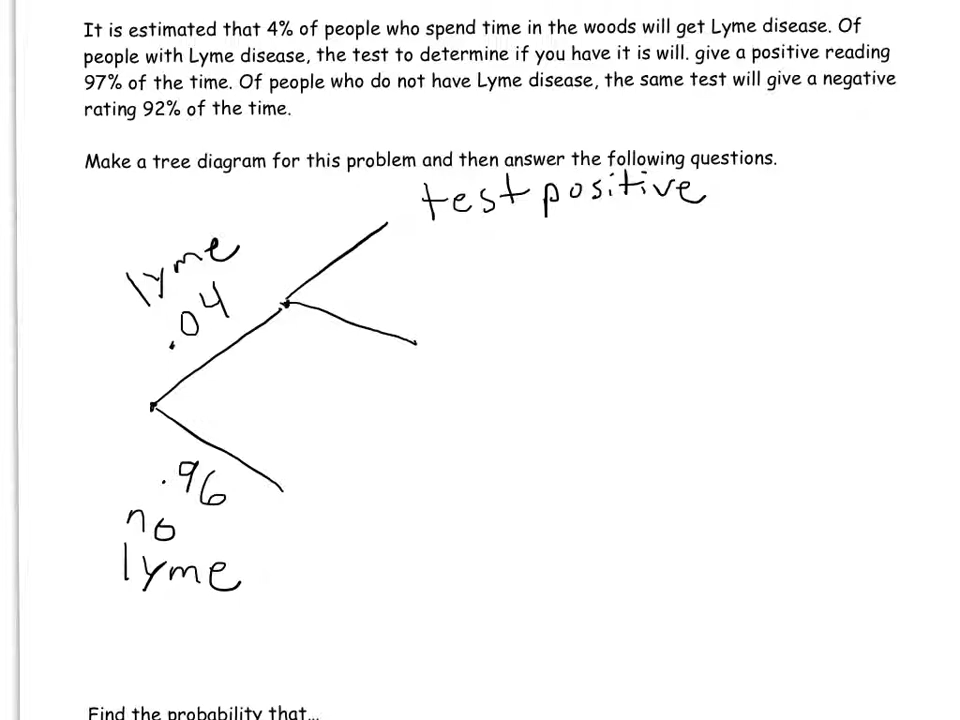 It is estimated that 4% of people who spend time in the woods will get Lyme disease. Of
people with Lyme disease, the test to determine if you have it is will. give a positive reading
97% of the time. Of people who do not have Lyme disease, the same test will give a negative
rating 92% of the time.
Make a tree diagram for this problem and then answer the following questions.
test positive
lyme
.04
.96
no
lyme
Find the probability that...